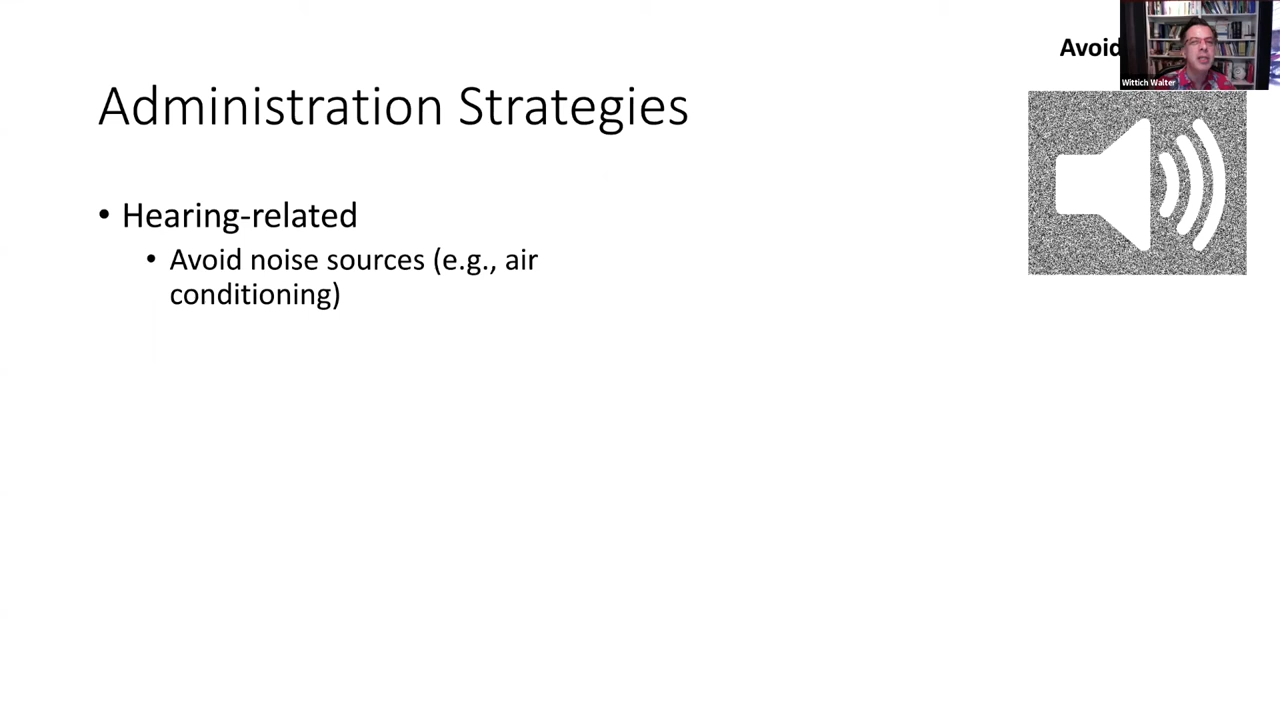 Avoid
Wittich Walter
Administration Strategies
• Hearing-related
• Avoid noise sources (e.g., air
conditioning)